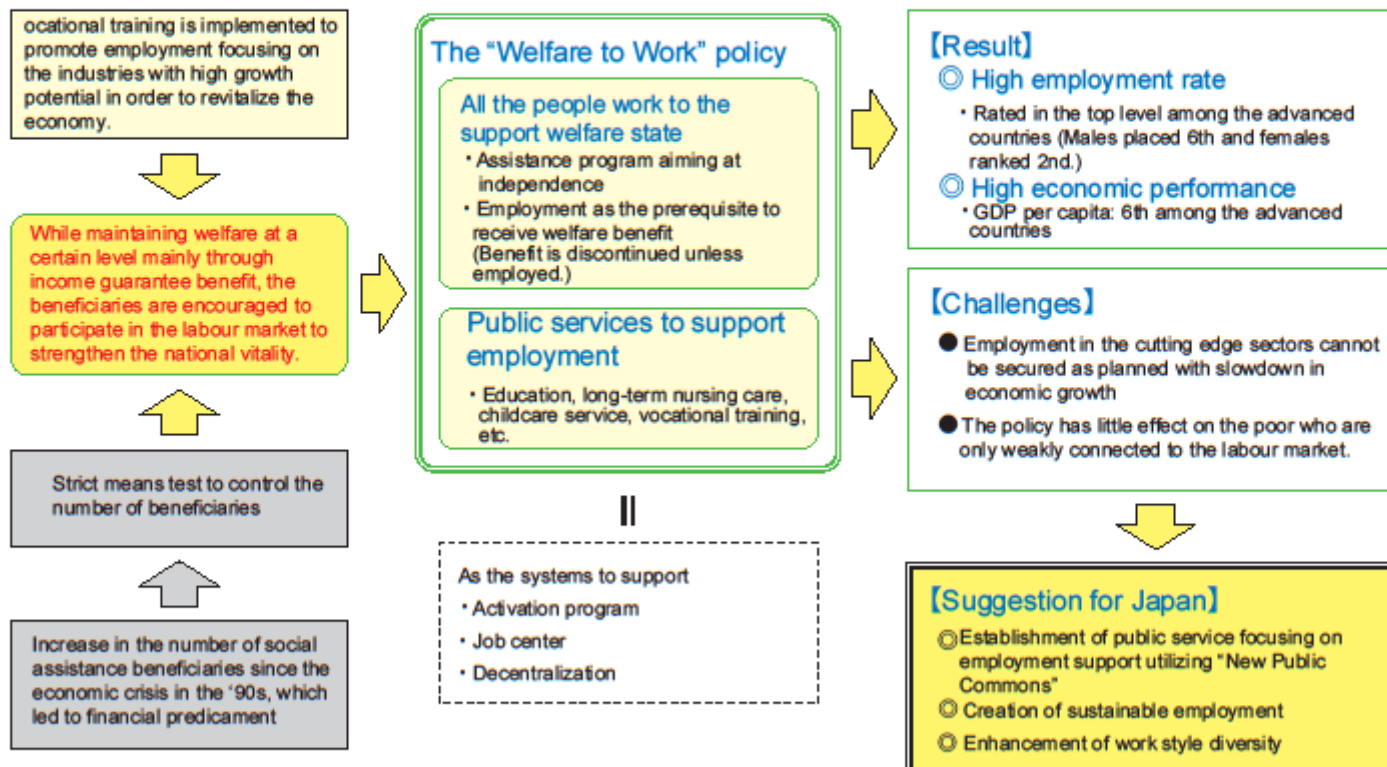 ocational training is implemented to
promote employment focusing on
the industries with high growth
potential in order to revitalize the
economy.
While maintaining welfare at a
certain level mainly through
income guarantee benefit, the
beneficiaries are encouraged to
participate in the labour market to
strengthen the national vitality.
Strict means test to control the
number of beneficiaries
Increase in the number of social
assistance beneficiaries since the
economic crisis in the ‘90s, which
led to financial predicament
The “Welfare to Work” policy
All the people work to the
support welfare state
・Assistance program aiming at
independence
・Employment as the prerequisite to
receive welfare benefit
(Benefit is discontinued unless
employed.)
Public services to support
employment
・Education, long-term nursing care,
childcare service, vocational training,
etc.
As the systems to support
・Activation program
・Job center
・Decentralization
【Result】
◎ High employment rate
・Rated in the top level among the advanced
countries (Males placed 6th and females
ranked 2nd.)
◎ High economic performance
・GDP per capita: 6th among the advanced
countries
【Challenges】
● Employment in the cutting edge sectors cannot
be secured as planned with slowdown in
economic growth
● The policy has little effect on the poor who are
only weakly connected to the labour market.
【Suggestion for Japan】
◎Establishment of public service focusing on
employment support utilizing “New Public
Commons”
◎ Creation of sustainable employment
◎ Enhancement of work style diversity